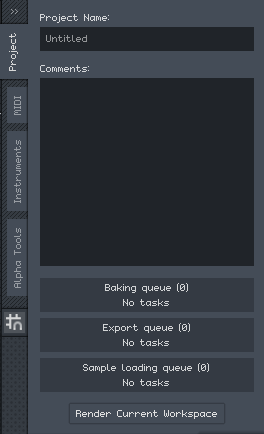 >>
Project
MIDI
Instruments
Alpha Tools
Project Name:
Untitled
Comments:
Baking queue (0)
No tasks
Export queue (0)
No tasks
Sample loading queue (0)
No tasks
Render Current Workspace